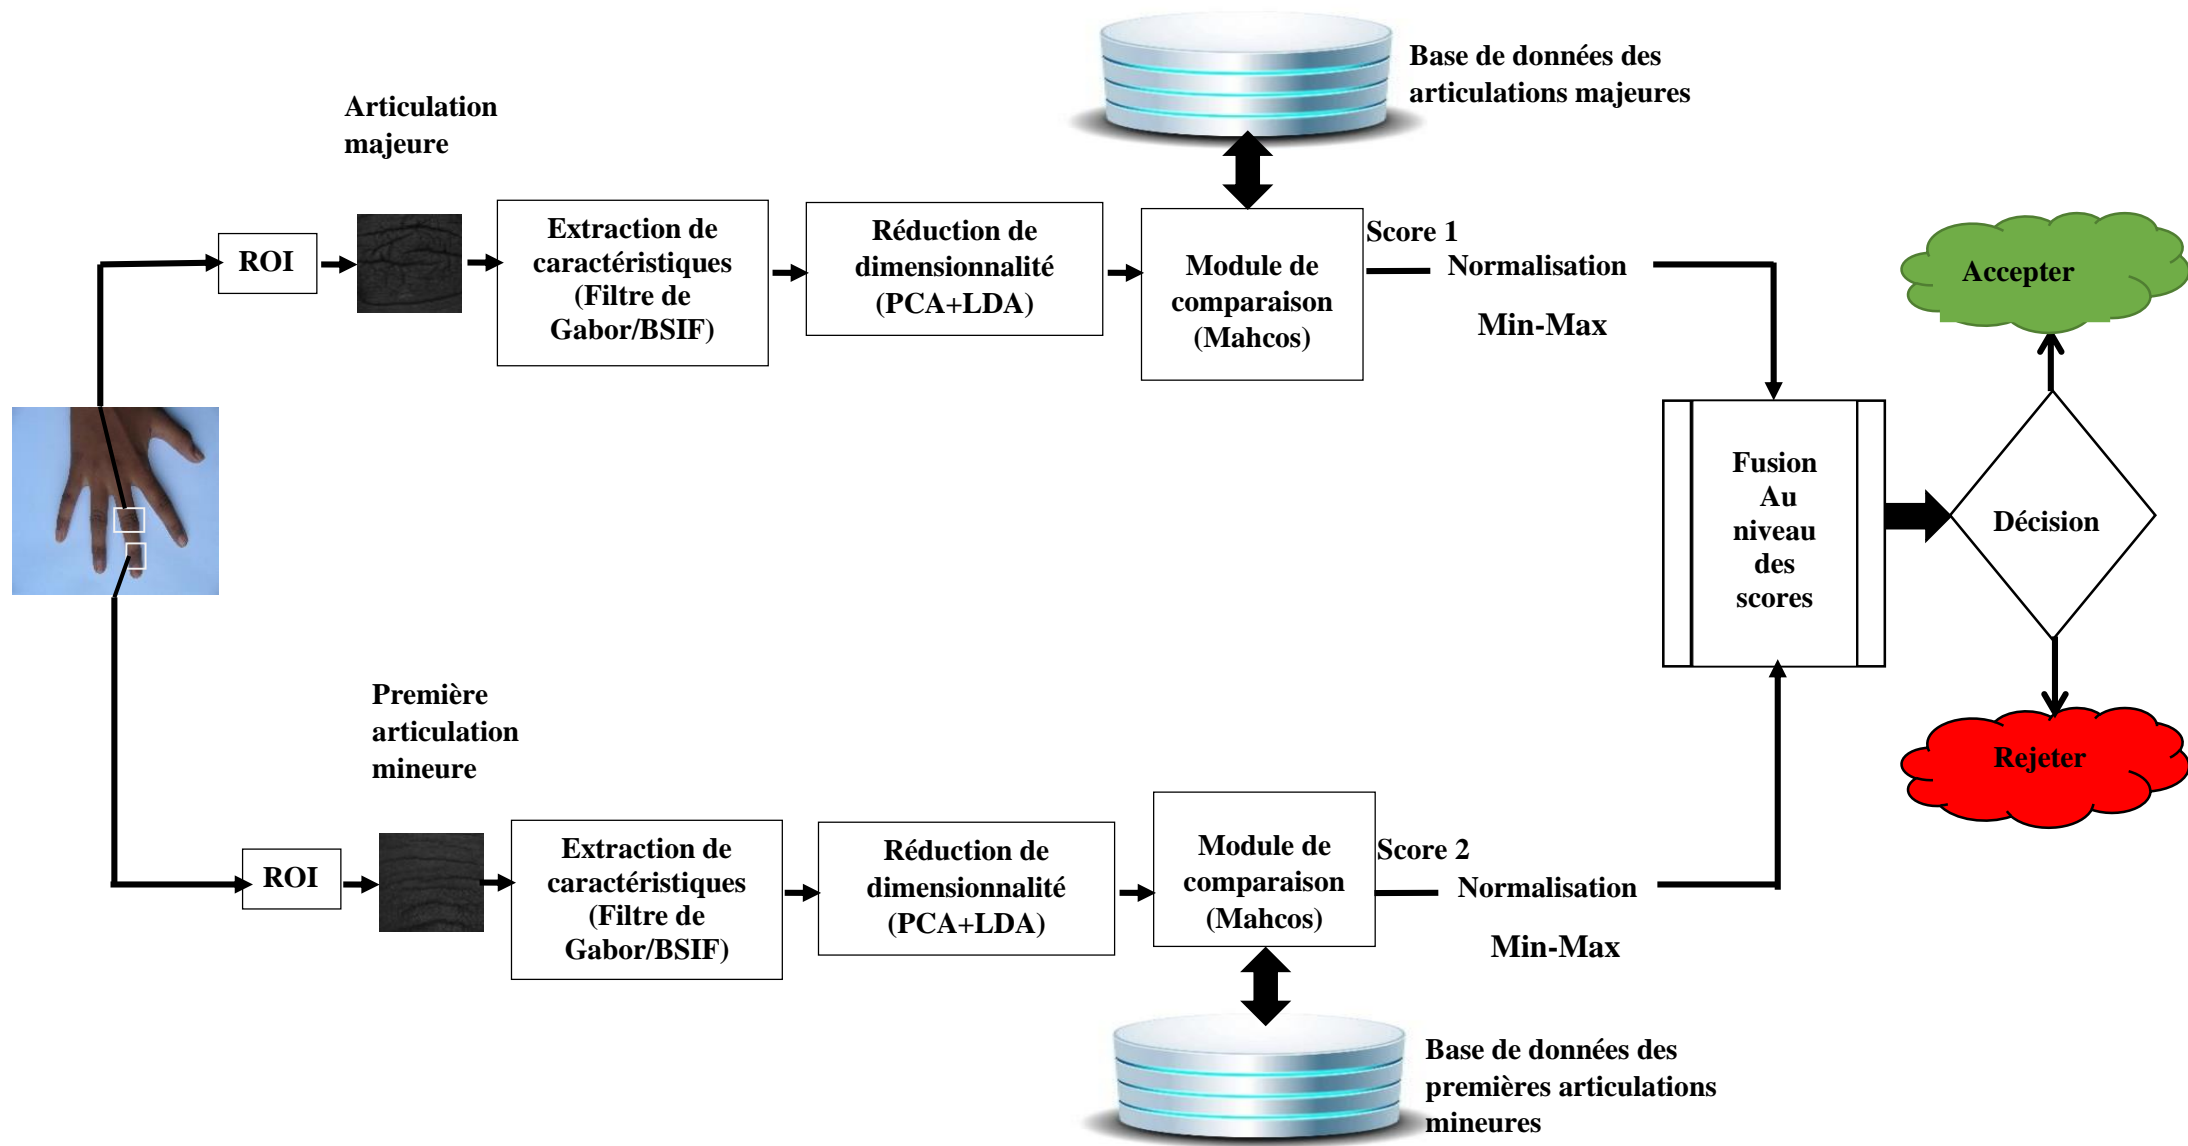 Base de données des
articulations majeures
Articulation
majeure
ROI
Extraction de
caractéristiques
(Filtre de
Gabor/BSIF)
Réduction de
dimensionnalité
(PCA+LDA)
Module de
comparaison
(Mahcos)
Score 1
Normalisation
Min-Max
Accepter
Fusion
Au
niveau
des
scores
Décision
Rejeter
Première
articulation
mineure
ROI
Extraction de
caractéristiques
(Filtre de
Gabor/BSIF)
Réduction de
dimensionnalité
(PCA+LDA)
Module de
comparaison
(Mahcos)
Score 2
Normalisation
Min-Max
Base de données des
premières articulations
mineures